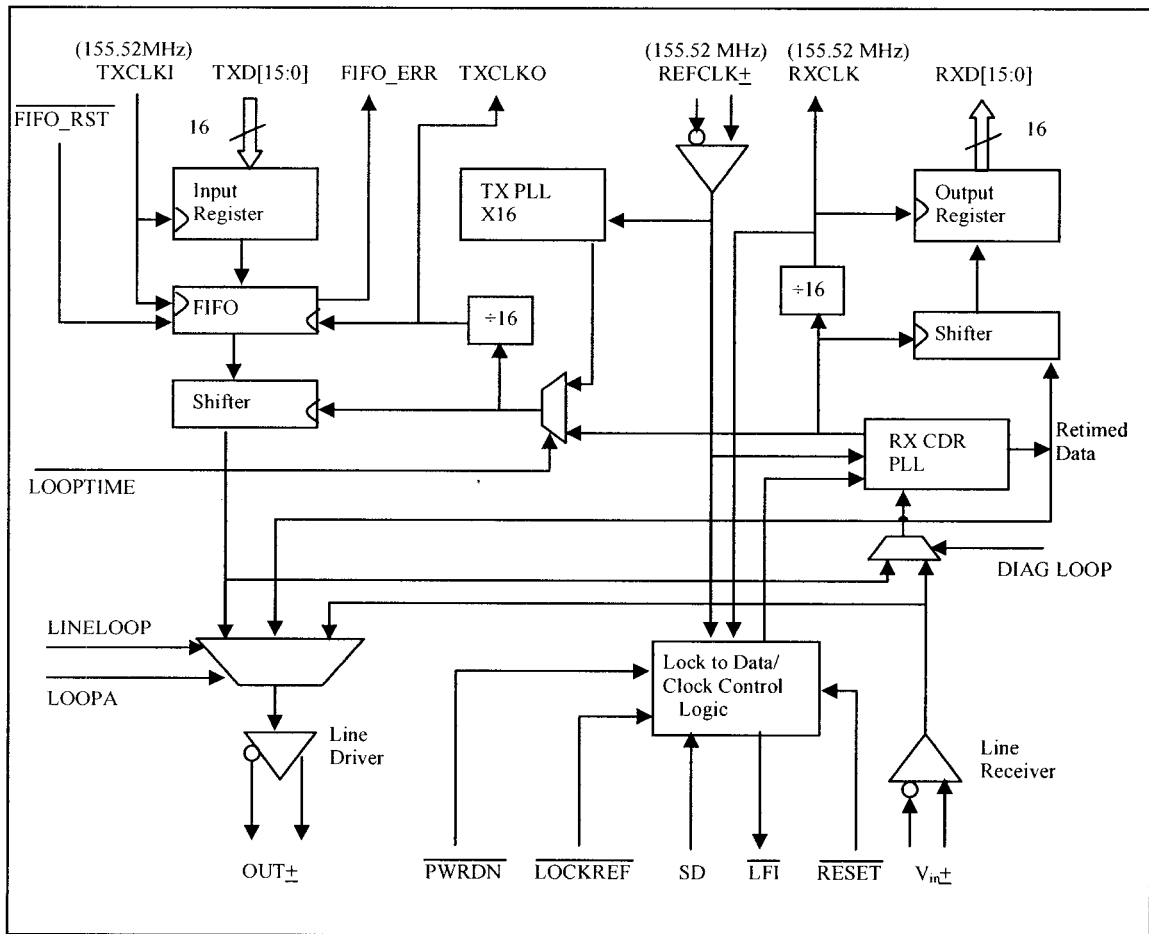 (155.52MHz)
TXCLKI
TXD[15:0]
FIFO_ERR
TXCLKO
(155.52 MHz)
REFCLK±
(155.52 MHz)
RXCLK
RXD[15:0]
FIFO_RST
16
16
Input
Register
TX PLL
X16
Output
Register
FIFO
÷16
÷16
Shifter
Shifter
RX CDR
PLL
Retimed
Data
LOOPTIME
DIAG LOOP
LINELOOP
LOOPA
Lock to Data/
Clock Control
Logic
Line
Driver
Line
Receiver
OUT±
PWRDN
LOCKREF
SD
LFI
RESET
Vin±